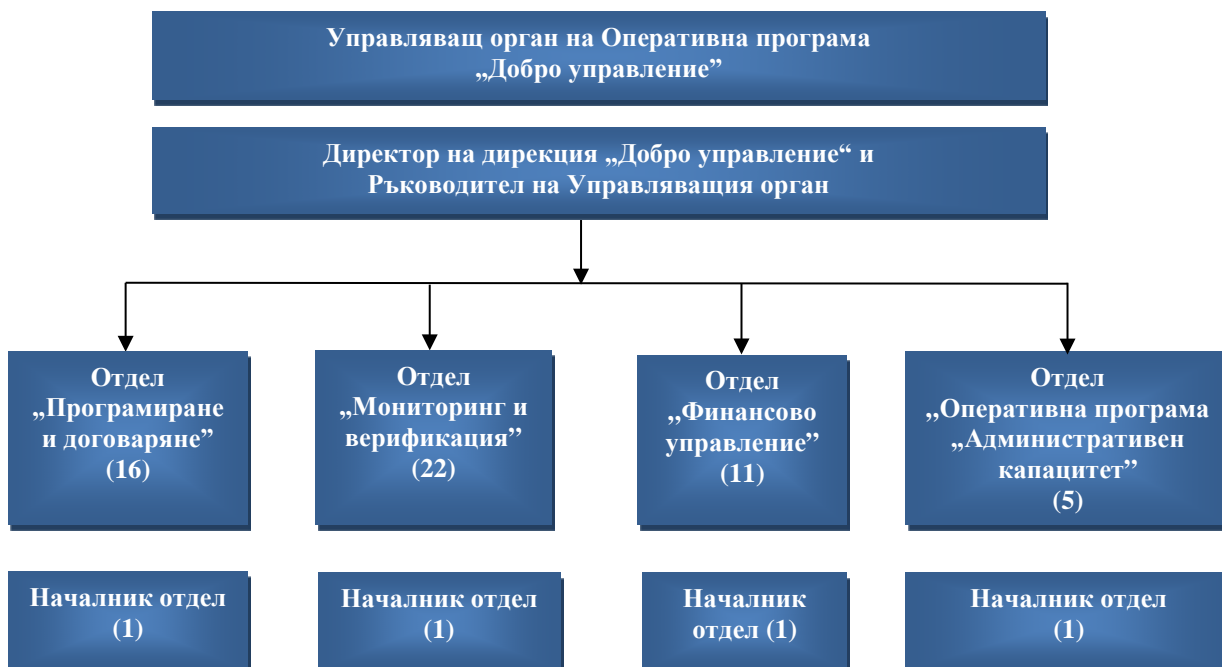 Управляващ орган на Оперативна програма
„Добро управление”
Директор на дирекция „Добро управление“ и
Ръководител на Управляващия орган
Отдел
„Програмиране
и договаряне”
(16)
Отдел
„Мониторинг и
верификация”
(22)
Отдел
„Финансово
управление”
(11)
Отдел
„Оперативна програма
„Административен
капацитет”
(5)
Началник отдел
(1)
Началник отдел
(1)
Началник
отдел (1)
Началник отдел
(1)